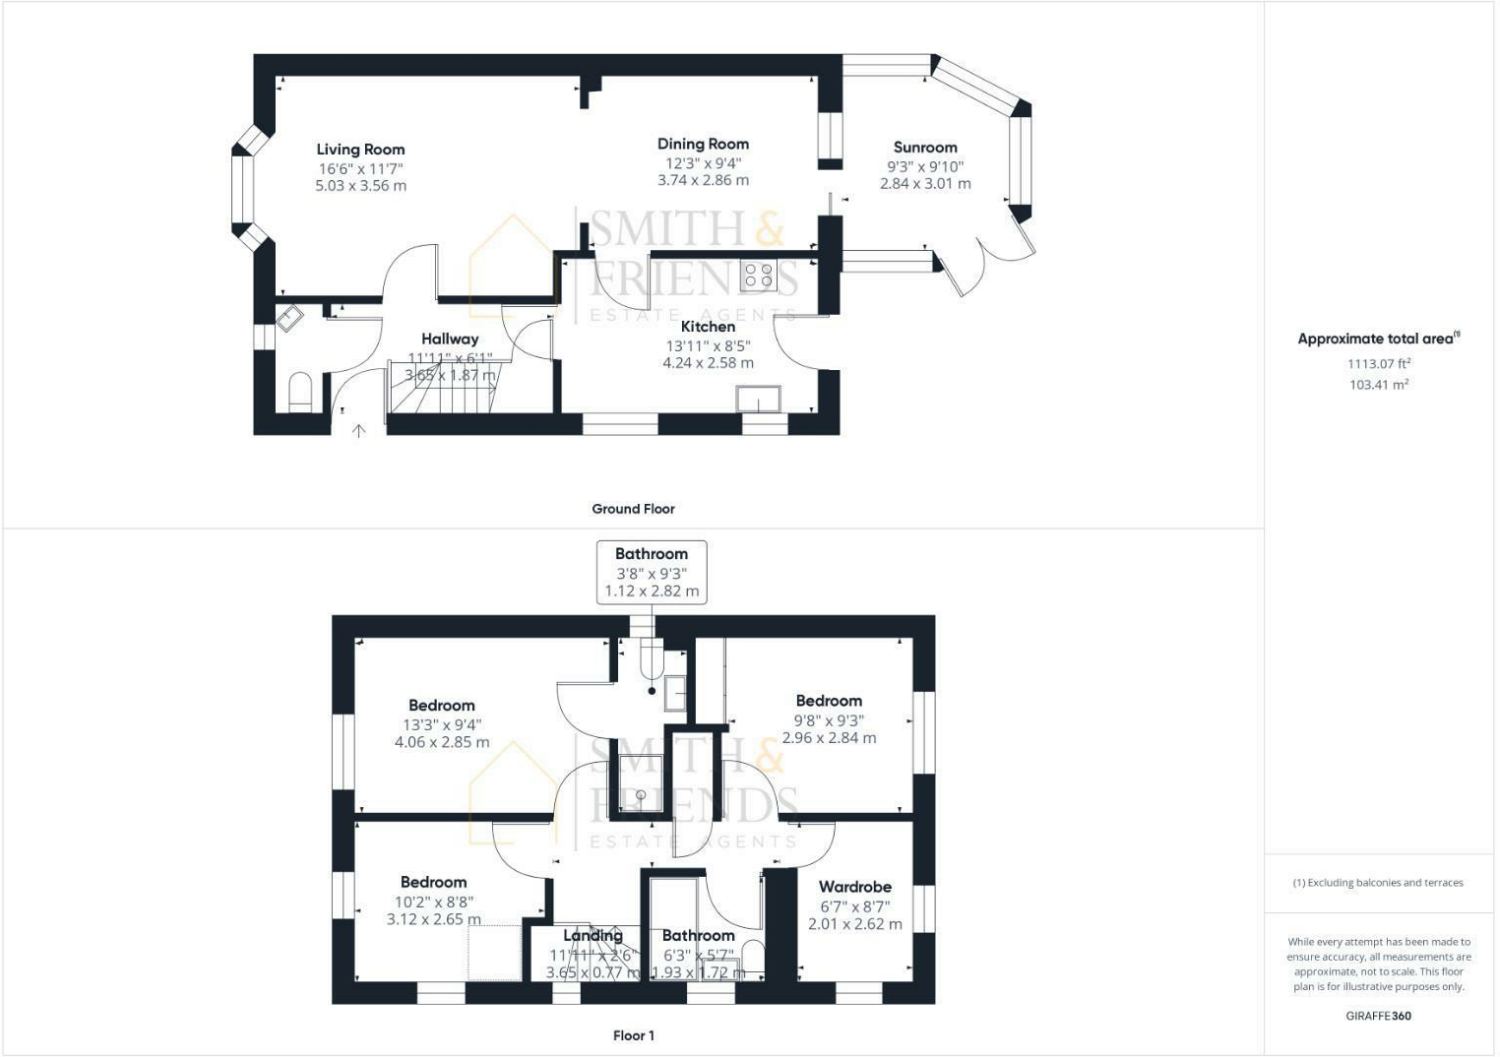 Living Room
16'6" x 11'7"
5.03 x 3.56 m
Dining Room
12'3" x 9'4"
3.74 x 2.86 m
Sunroom
9'3" x 9'10"
2.84 x 3.01 m
SMITH &
FRIENDS
ESTATE AGENTS
Hallway
11'11" x 6'1"
3.65 x 1.87 m
Kitchen
13'11" x 8'5"
4.24 x 2.58 m
Ground Floor
Approximate total area(1)
1113.07 ft²
103.41 m²
Bathroom
3'8" x 9'3"
1.12 x 2.82 m
Bedroom
13'3" x 9'4"
4.06 x 2.85 m
Bedroom
9'8" x 9'3"
2.96 x 2.84 m
SMITH &
FRIENDS
ESTATE AGENTS
Bedroom
10'2" x 8'8"
3.12 x 2.65 m
Landing
11'11" x 2'6"
3.65 x 0.77 m
Bathroom
6'3" x 5'7"
1.93 x 1.72 m
Wardrobe
6'7" x 8'7"
2.01 x 2.62 m
Floor 1
(1) Excluding balconies and terraces
While every attempt has been made to
ensure accuracy, all measurements are
approximate, not to scale. This floor
plan is for illustrative purposes only.
GIRAFFE360